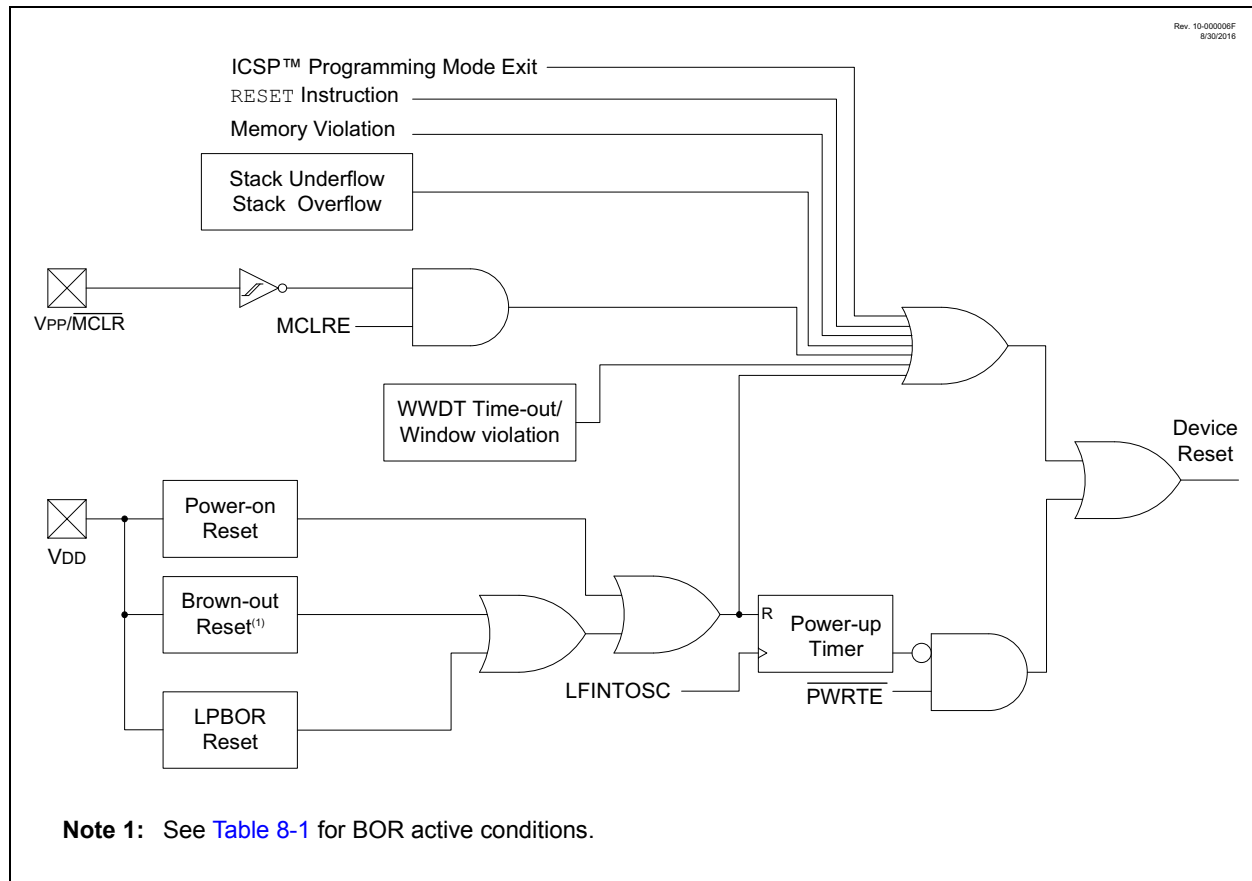 Rev. 10-000006F
8/30/2016
ICSP™ Programming Mode Exit
RESET Instruction
Memory Violation
Stack Underflow
Stack Overflow
VPP/MCLR
MCLRE
WWDT Time-out/
Window violation
Device
Reset
Power-on
Reset
VDD
Brown-out
Reset(1)
R
Power-up
Timer
LFINTOSC
PWRTE
LPBOR
Reset
Note 1: See Table 8-1 for BOR active conditions.